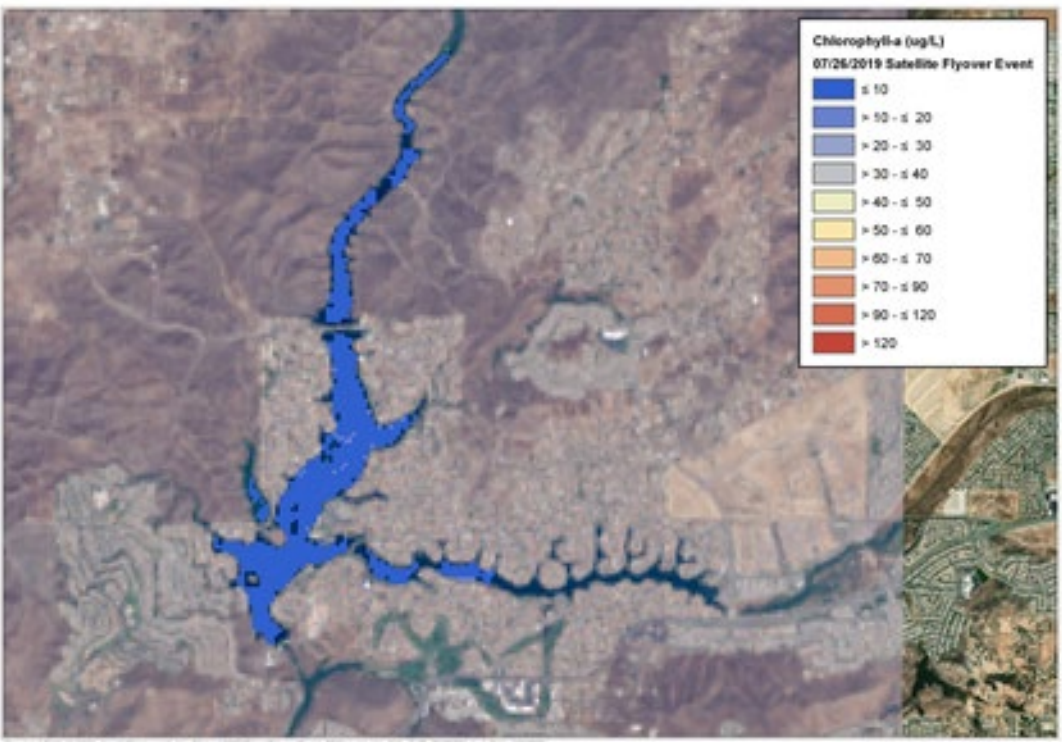 Chlorophyll-a (ug/L)
07/26/2019 Satellite Flyover Event
≤ 10
> 10 - ≤ 20
> 20 - ≤ 30
> 30 - ≤ 40
> 40 - ≤ 50
> 50 - ≤ 60
> 60 - ≤ 70
> 70 - ≤ 90
> 90 - ≤ 120
> 120